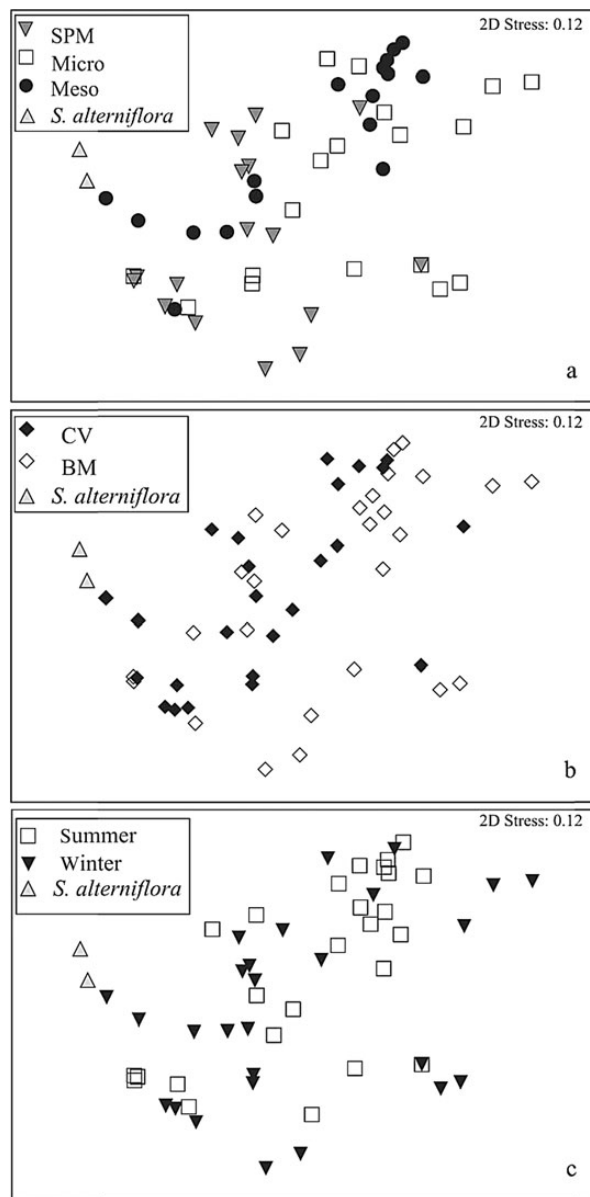 2D Stress: 0.12
SPM
Micro
Meso
S. alterniflora
a
2D Stress: 0.12
CV
BM
S. alterniflora
b
2D Stress: 0.12
Summer
Winter
S. alterniflora
c